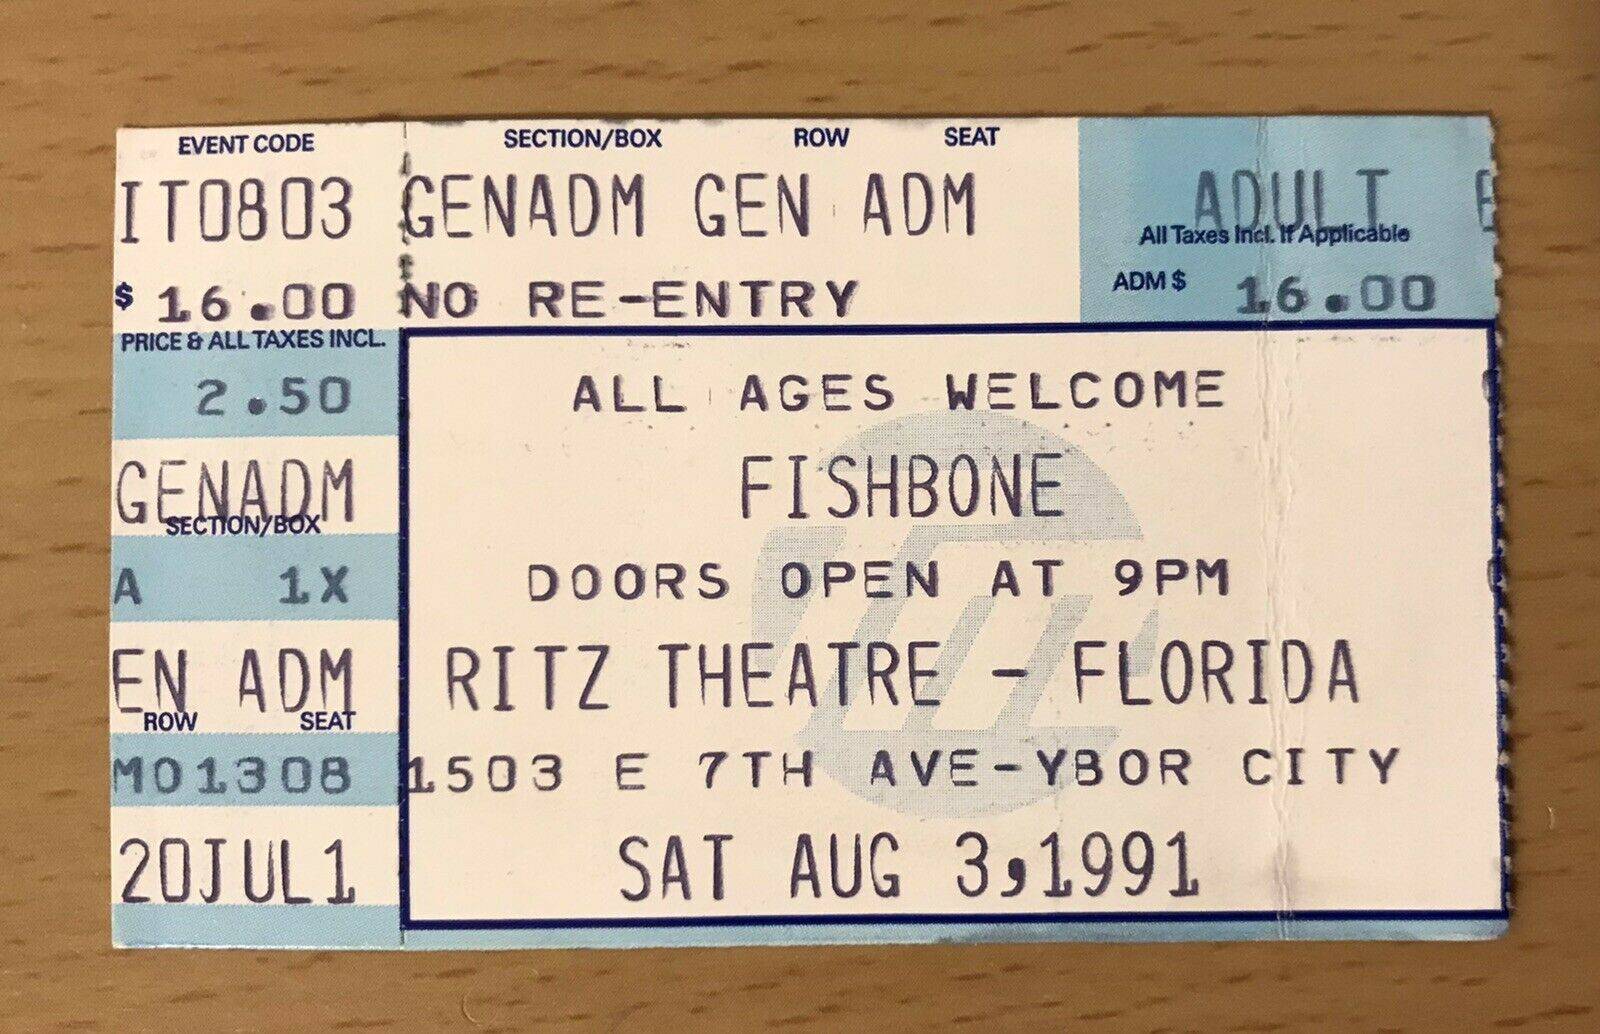 EVENT CODE SECTION/BOX ROW SEAT
IT0803 GENADM GEN ADM ADULT
All Taxes Incl. If Applicable
$ 16.00 NO RE-ENTRY ADM $ 16.00
PRICE & ALL TAXES INCL.
2.50
GENADM
SECTION/BOX
A 1X
EN ADM
ROW SEAT
MO1308
20JUL1
ALL AGES WELCOME
FISHBONE
DOORS OPEN AT 9PM
RITZ THEATRE - FLORIDA
1503 E 7TH AVE-YBOR CITY
SAT AUG 3,1991